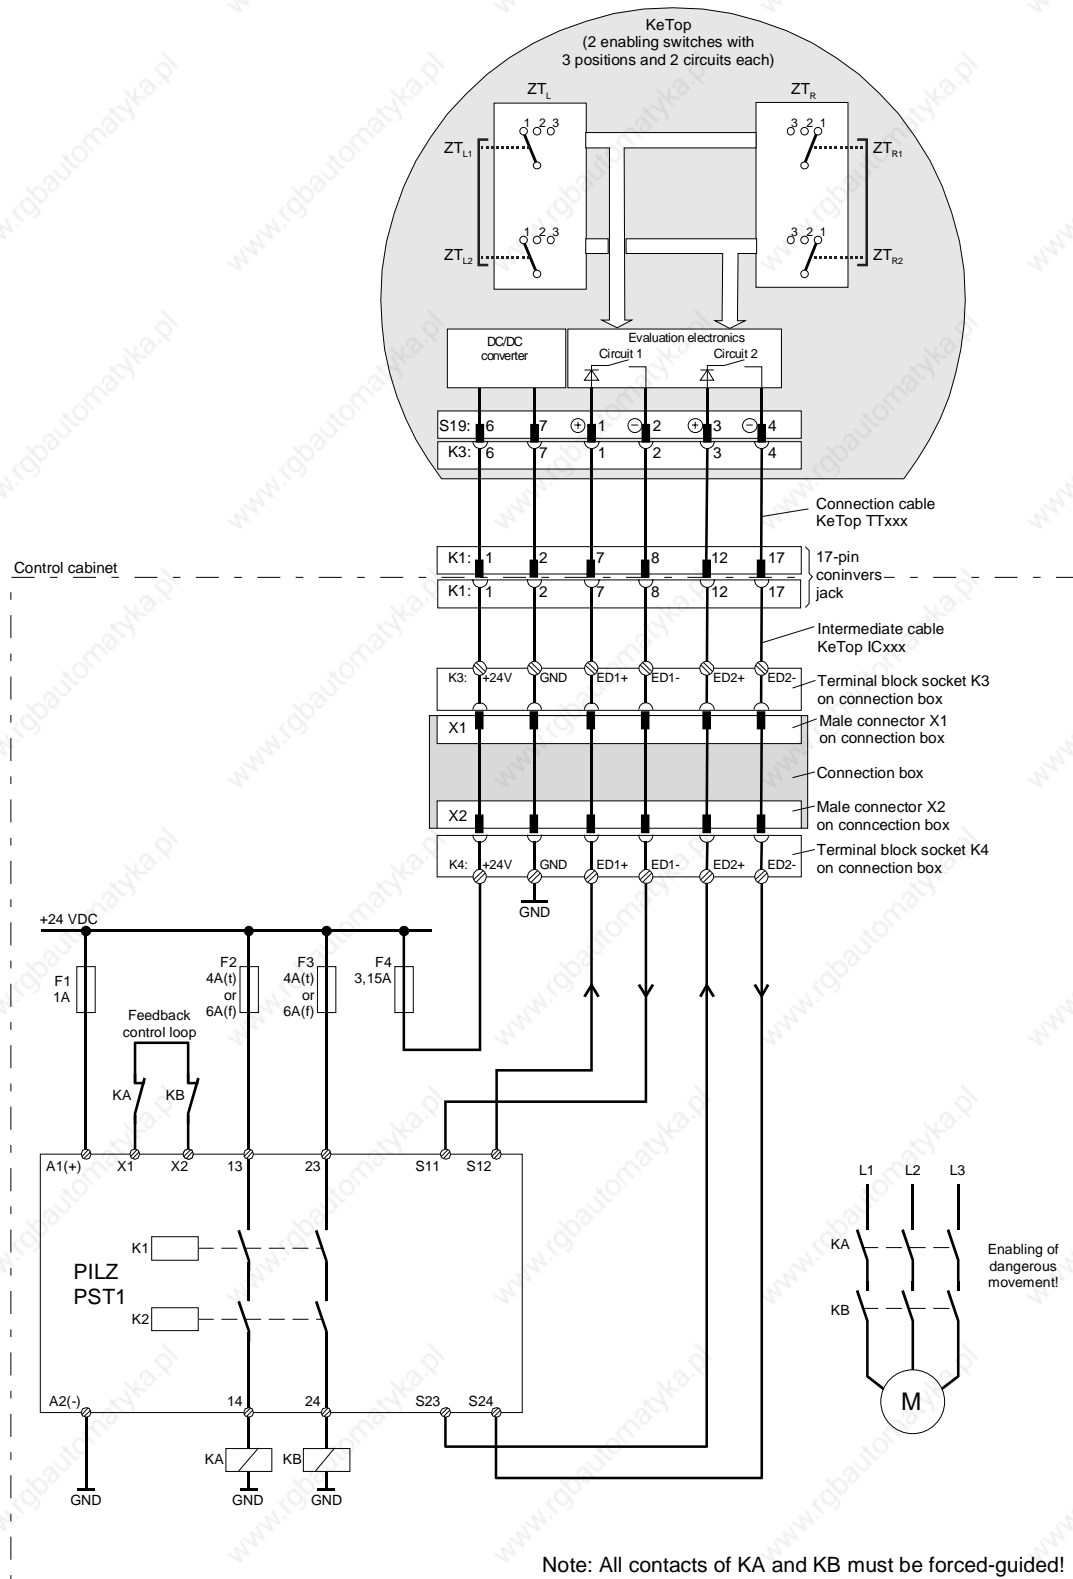 KeTop
(2 enabling switches with
3 positions and 2 circuits each)
ZTL ZTR
1 2 3 3 2 1
ZTL1 ZTR1
1 2 3 3 2 1
ZTL2 ZTR2
DC/DC
converter
Evaluation electronics
Circuit 1 Circuit 2
S19: 6 7 + 1 − 2 + 3 − 4
K3: 6 7 1 2 3 4
Connection cable
KeTop TTxxx
Control cabinet
K1: 1 2 7 8 12 17
K1: 1 2 7 8 12 17
17-pin
coninvers
jack
Intermediate cable
KeTop ICxxx
K3: +24V GND ED1+ ED1- ED2+ ED2-
Terminal block socket K3
on connection box
X1
Male connector X1
on connection box
Connection box
X2
Male connector X2
on conncection box
K4: +24V GND ED1+ ED1- ED2+ ED2-
Terminal block socket K4
on connection box
GND
+24 VDC
F1
1A
F2
4A(t)
or
6A(f)
F3
4A(t)
or
6A(f)
F4
3,15A
Feedback
control loop
KA KB
A1(+) X1 X2 13 23 S11 S12
K1
PILZ
PST1
K2
A2(-) 14 24 S23 S24
KA KB
GND GND GND
L1 L2 L3
KA
KB
Enabling of
dangerous
movement!
M
Note: All contacts of KA and KB must be forced-guided!
www.rgbautomatyka.pl